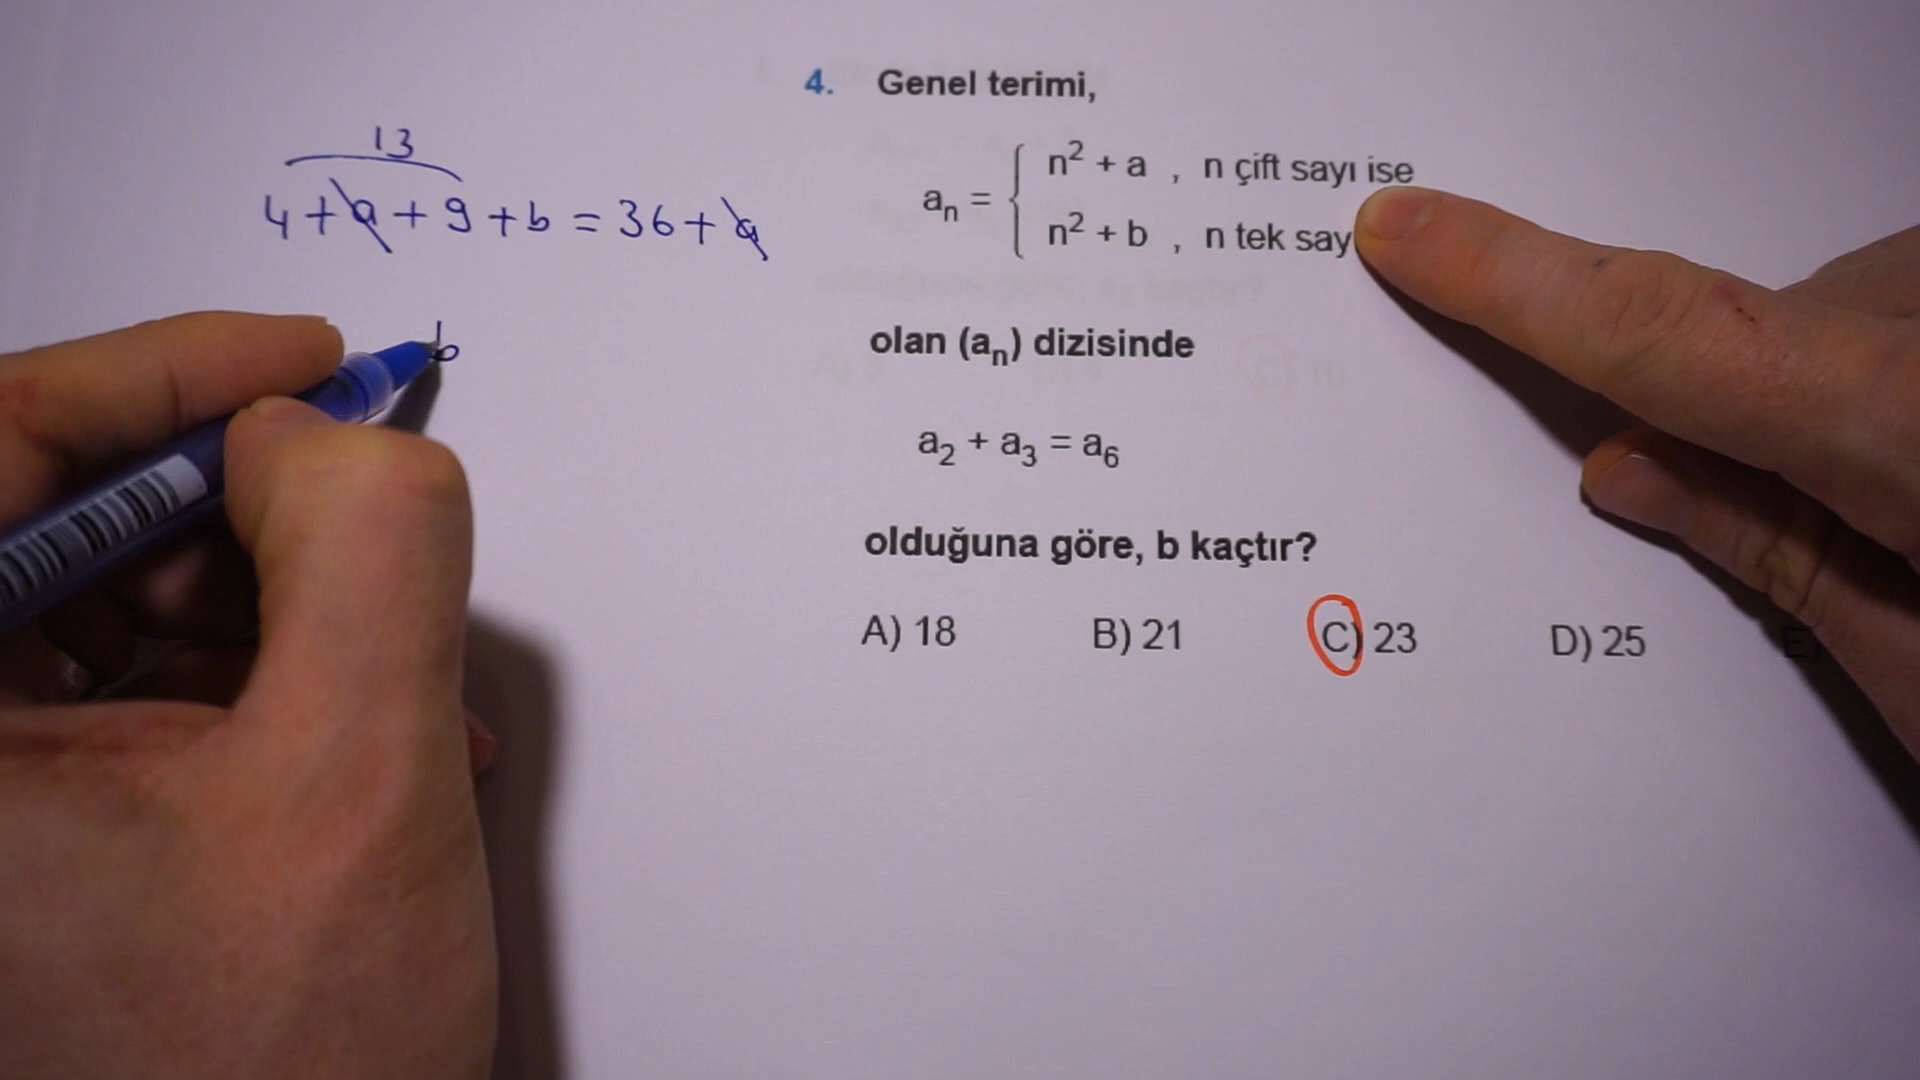 4. Genel terimi,
aₙ = { n² + a , n çift sayı ise
n² + b , n tek say
olan (aₙ) dizisinde
a₂ + a₃ = a₆
olduğuna göre, b kaçtır?
A) 18 B) 21 C) 23 D) 25 E)
13
4 + a + 9 + b = 36 + a
b